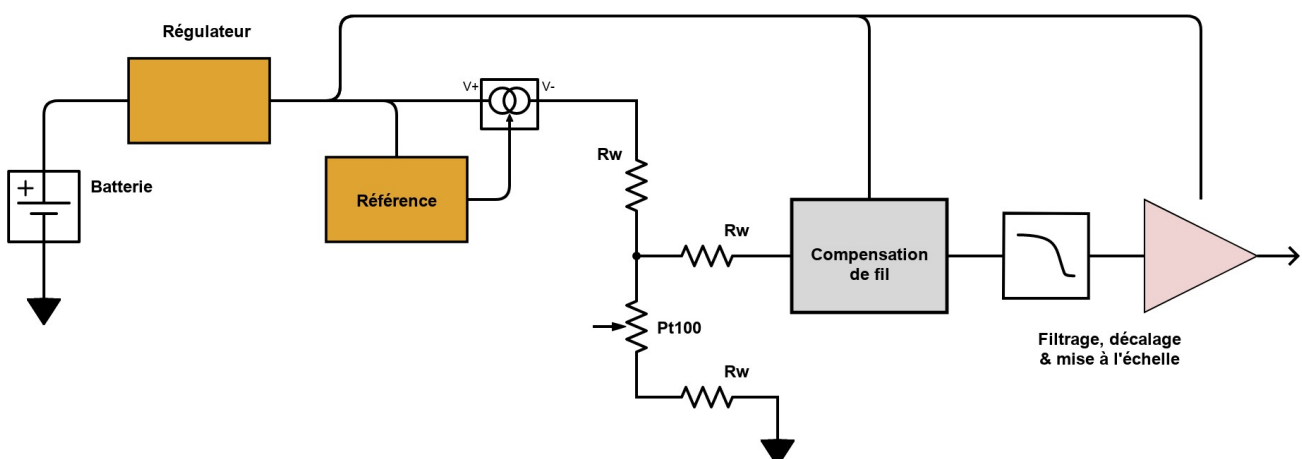 Régulateur
V+
V-
Rw
Batterie
Référence
Rw
Compensation
de fil
Pt100
Filtrage, décalage
& mise à l'échelle
Rw